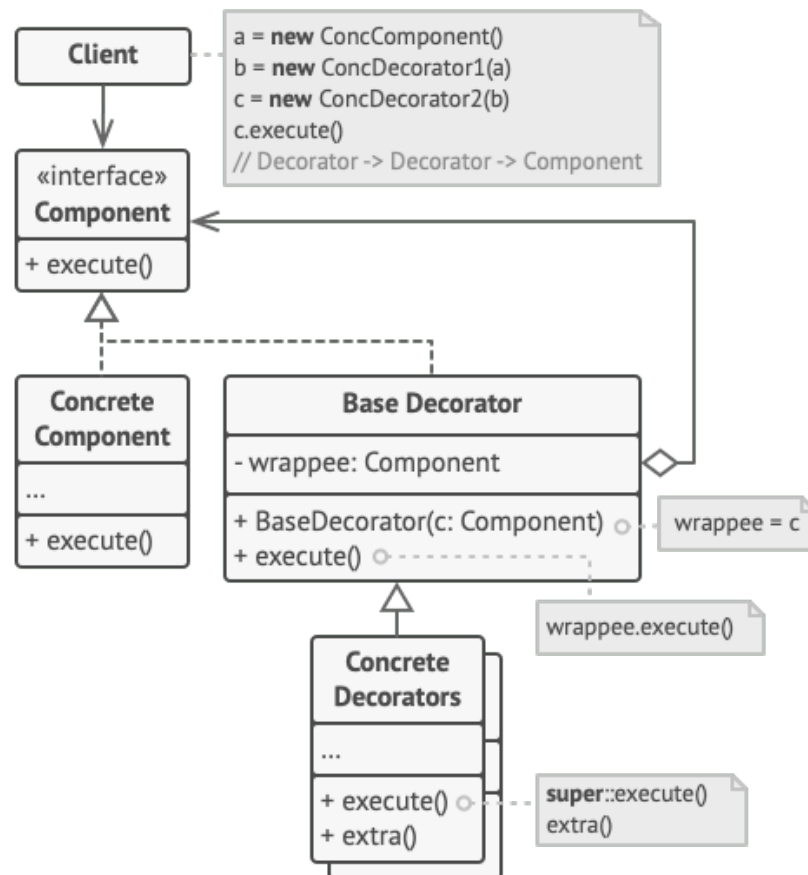 Client
a = new ConcComponent()
b = new ConcDecorator1(a)
c = new ConcDecorator2(b)
c.execute()
// Decorator -> Decorator -> Component
«interface»
Component
+ execute()
Concrete
Component
...
+ execute()
Base Decorator
- wrappee: Component
+ BaseDecorator(c: Component)
+ execute()
wrappee = c
wrappee.execute()
Concrete
Decorators
...
+ execute()
+ extra()
super::execute()
extra()